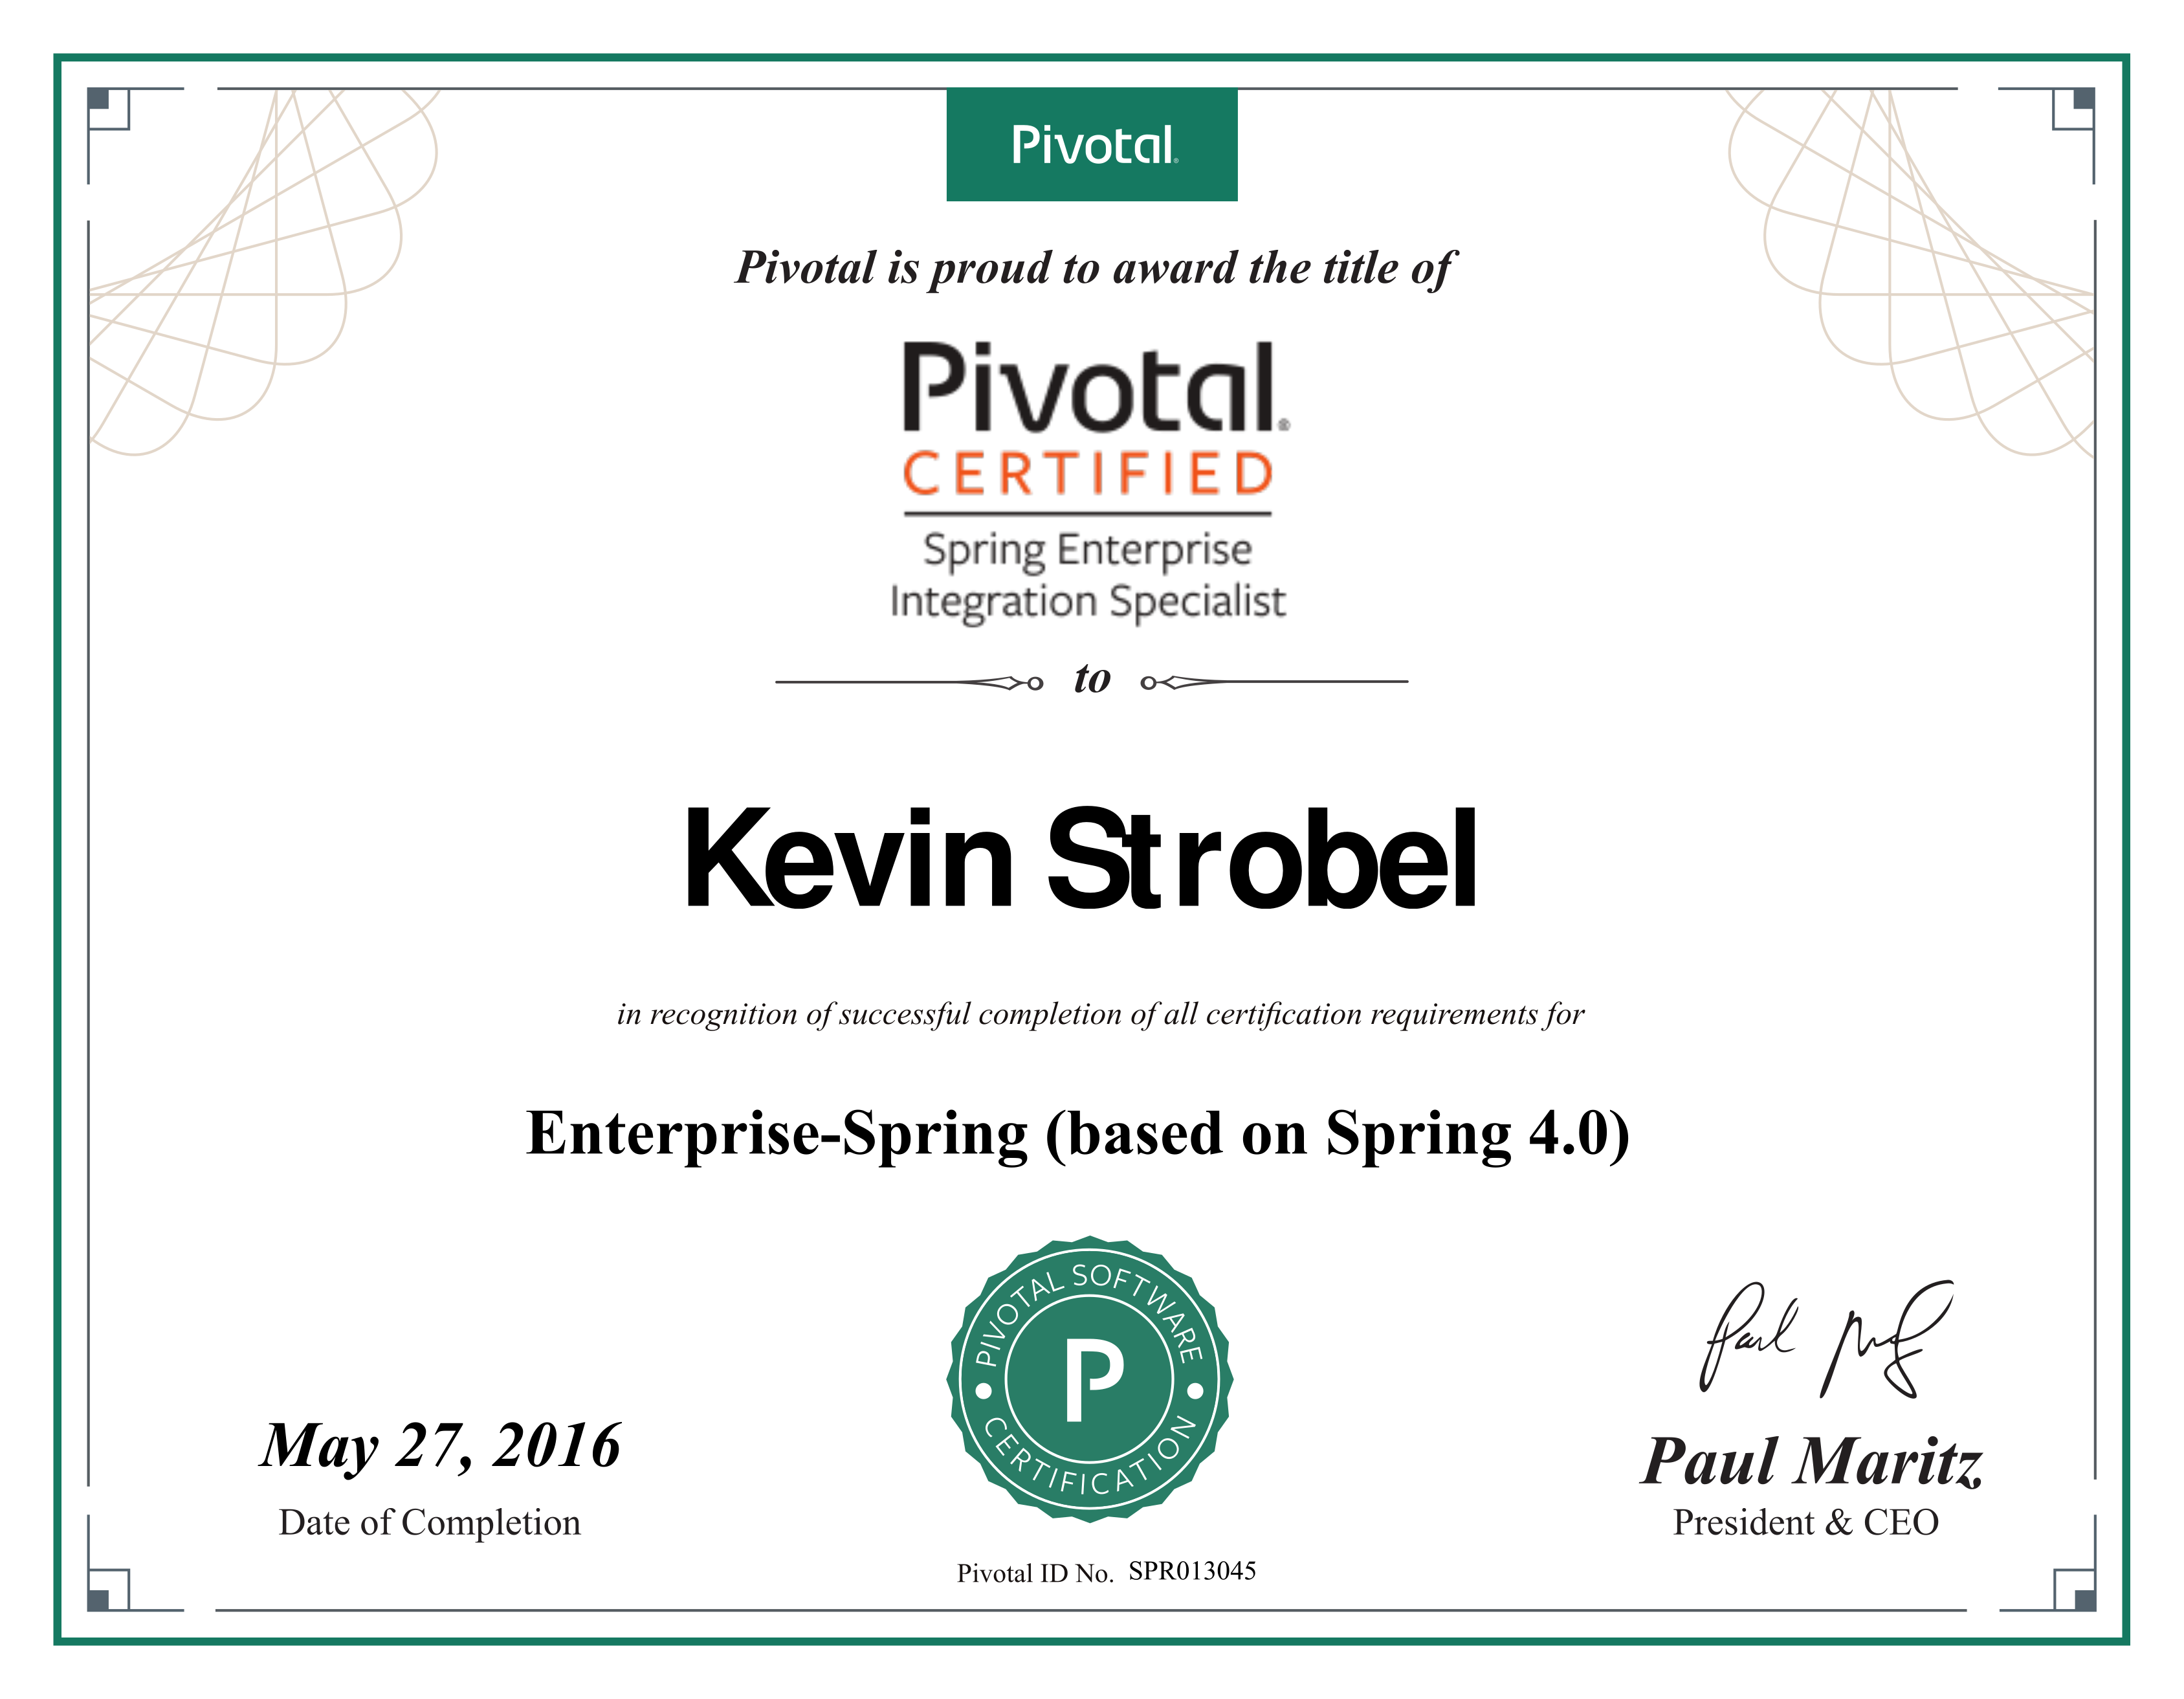 Pivotal®
Pivotal is proud to award the title of
Pivotal®
CERTIFIED
Spring Enterprise
Integration Specialist
to
Kevin Strobel
in recognition of successful completion of all certification requirements for
Enterprise-Spring (based on Spring 4.0)
PIVOTAL SOFTWARE
P
CERTIFICATION
May 27, 2016
Date of Completion
Paul Maritz
President & CEO
Pivotal ID No. SPR013045